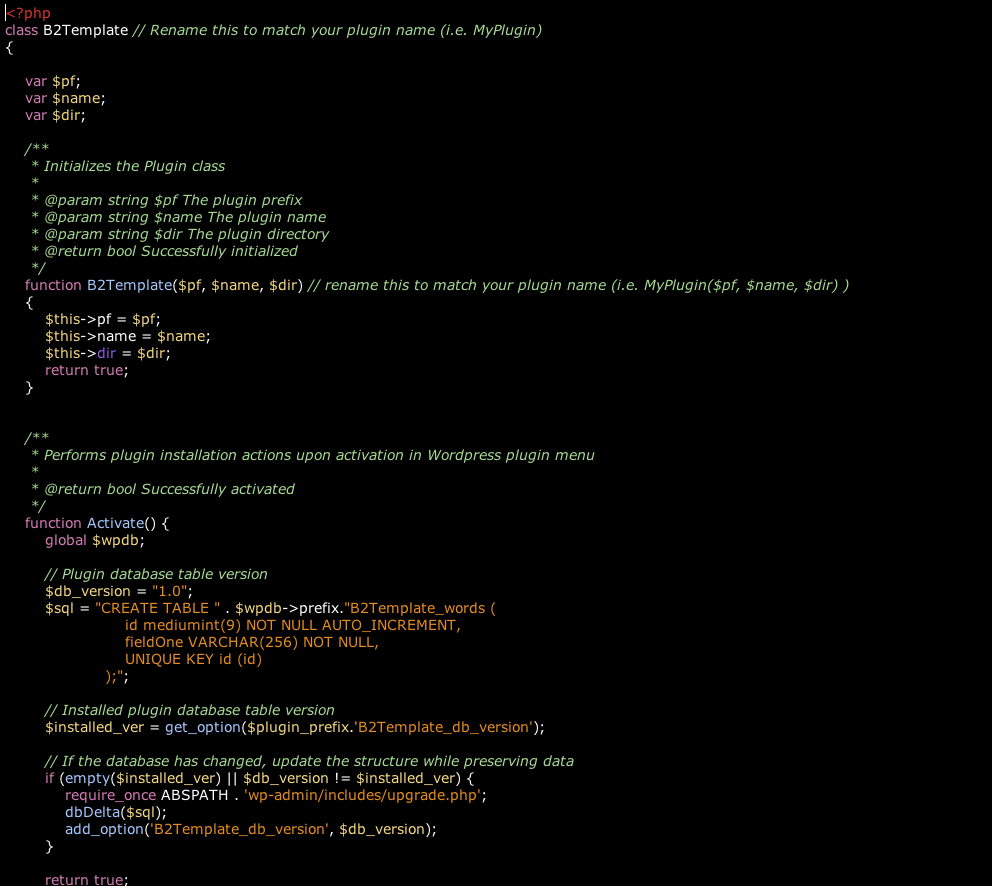 <?php
class B2Template // Rename this to match your plugin name (i.e. MyPlugin)
{
var $pf;
var $name;
var $dir;
/**
* Initializes the Plugin class
*
* @param string $pf The plugin prefix
* @param string $name The plugin name
* @param string $dir The plugin directory
* @return bool Successfully initialized
*/
function B2Template($pf, $name, $dir) // rename this to match your plugin name (i.e. MyPlugin($pf, $name, $dir) )
{
$this->pf = $pf;
$this->name = $name;
$this->dir = $dir;
return true;
}
/**
* Performs plugin installation actions upon activation in Wordpress plugin menu
*
* @return bool Successfully activated
*/
function Activate() {
global $wpdb;
// Plugin database table version
$db_version = "1.0";
$sql = "CREATE TABLE " . $wpdb->prefix."B2Template_words (
id mediumint(9) NOT NULL AUTO_INCREMENT,
fieldOne VARCHAR(256) NOT NULL,
UNIQUE KEY id (id)
);";
// Installed plugin database table version
$installed_ver = get_option($plugin_prefix.'B2Template_db_version');
// If the database has changed, update the structure while preserving data
if (empty($installed_ver) || $db_version != $installed_ver) {
require_once ABSPATH . 'wp-admin/includes/upgrade.php';
dbDelta($sql);
add_option('B2Template_db_version', $db_version);
}
return true;